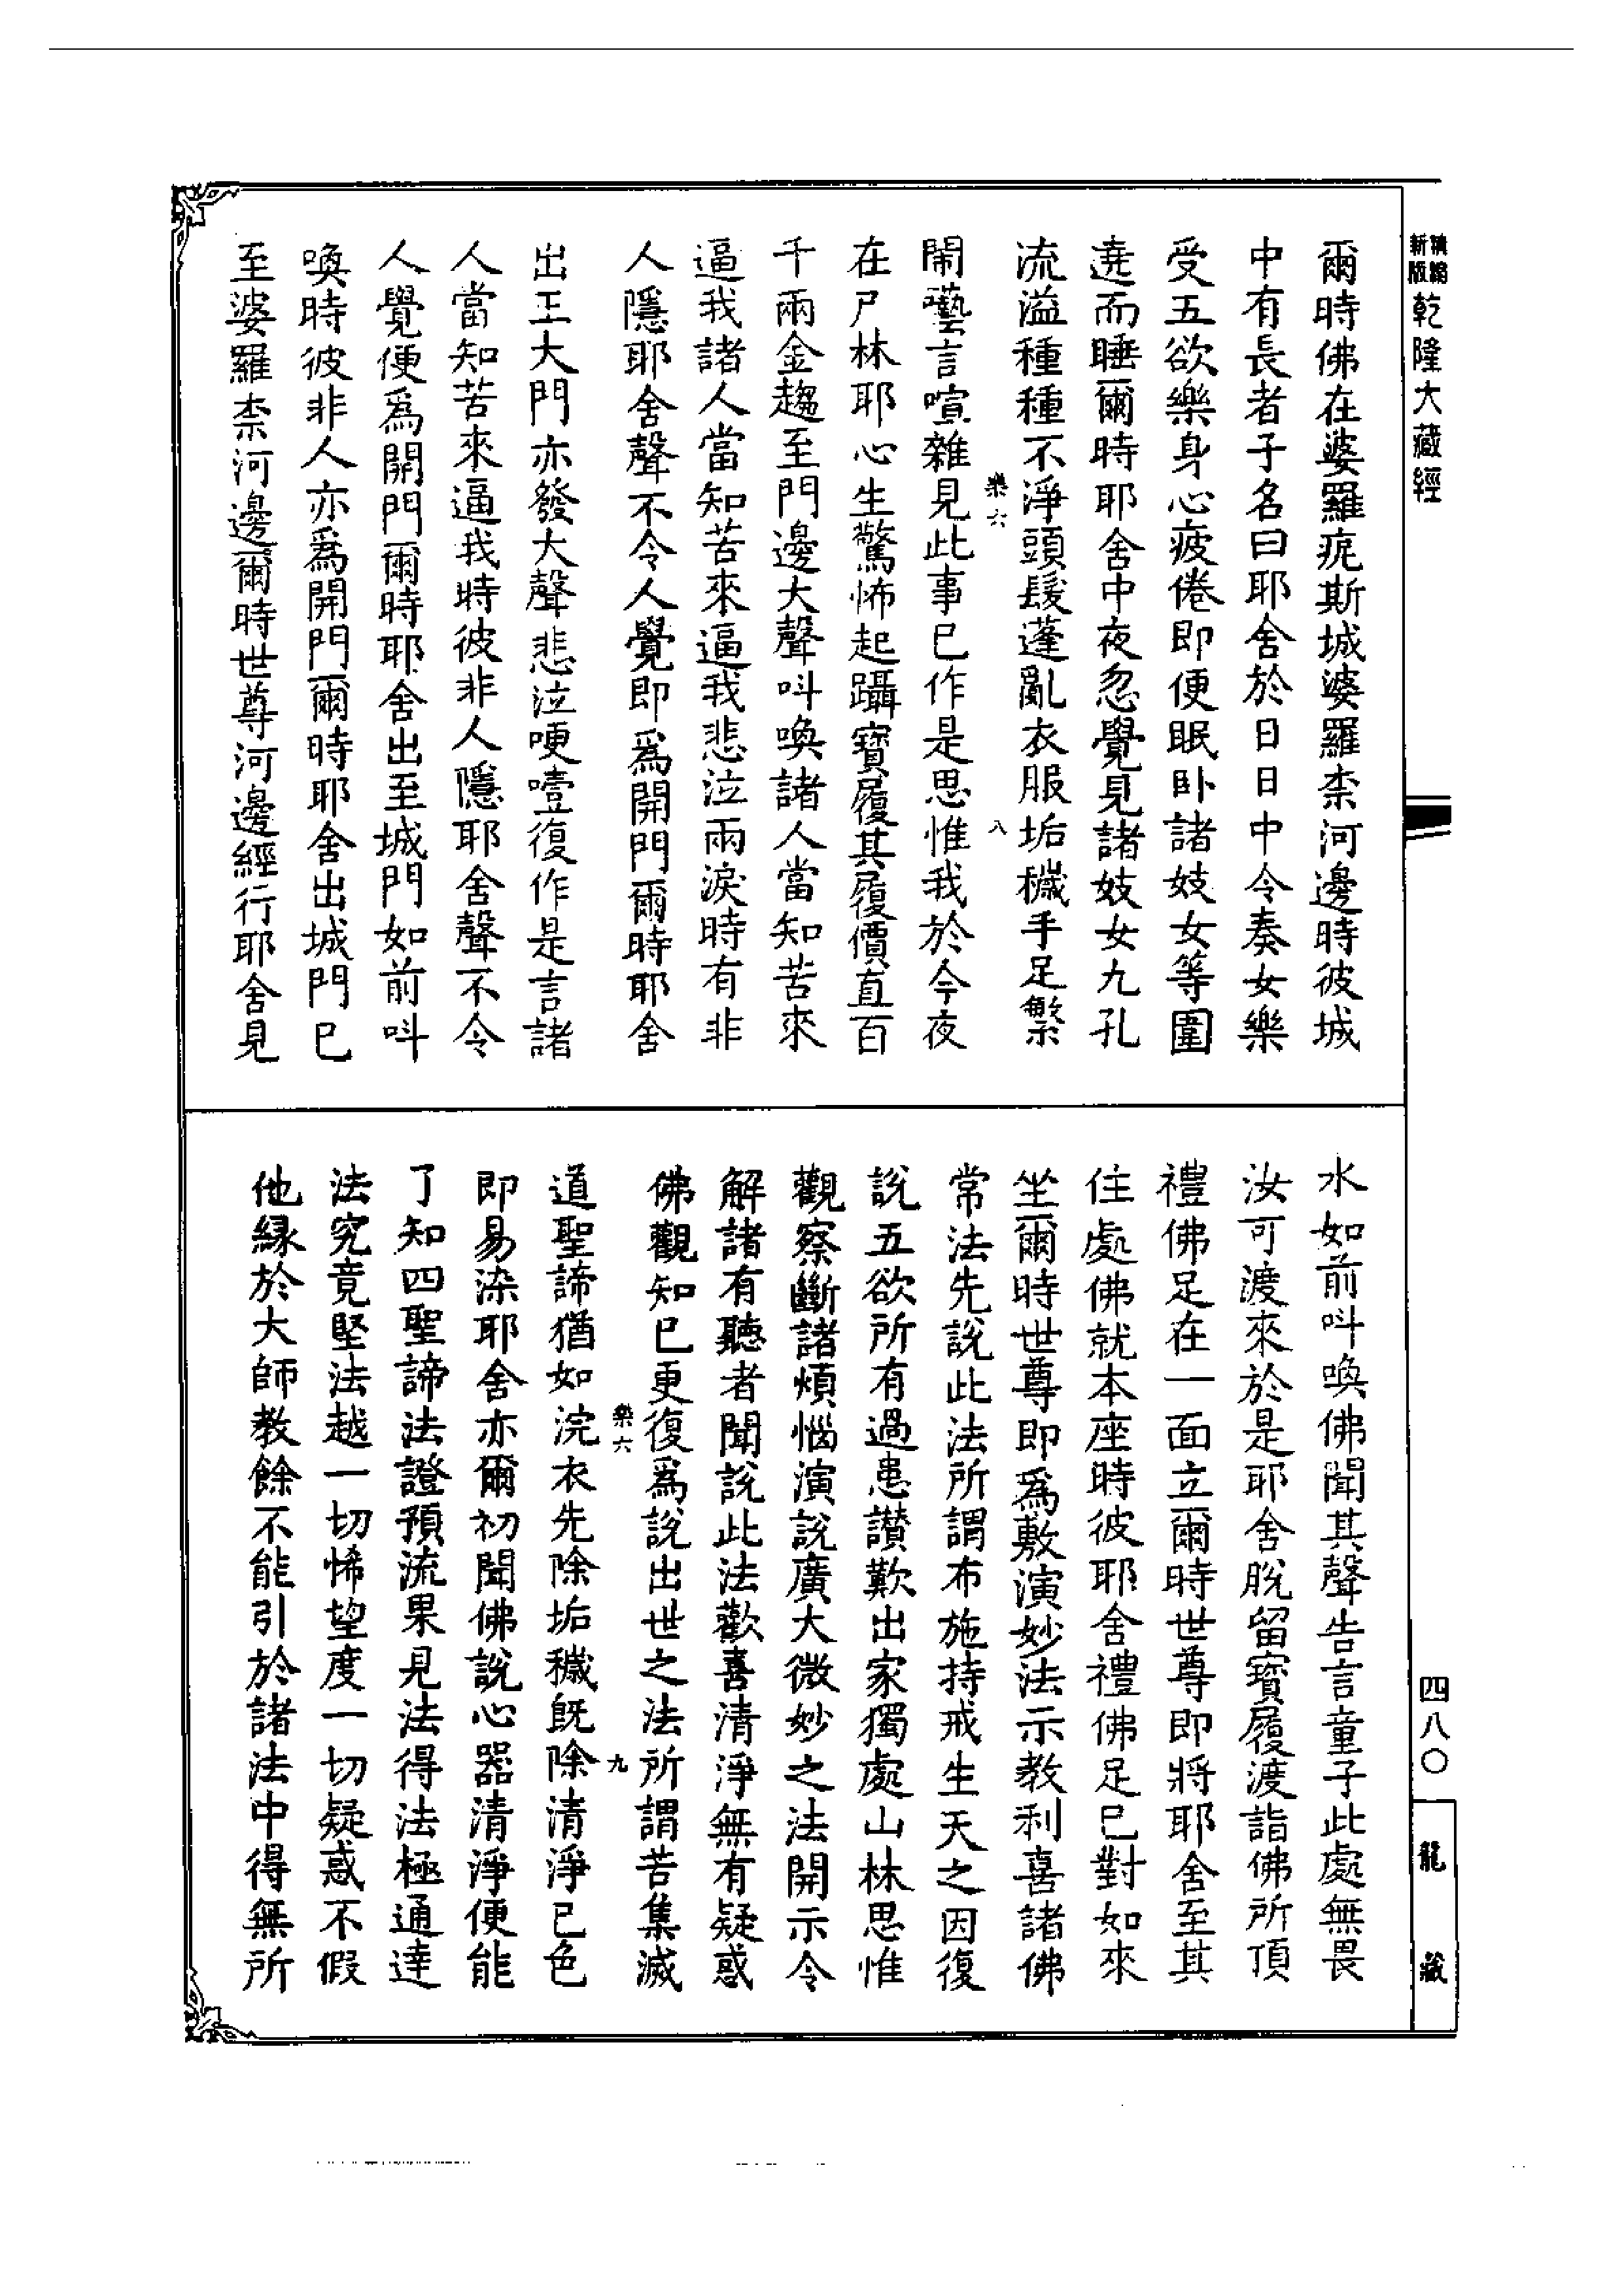 新編縮版 乾隆大藏經
爾時佛在婆羅痆斯城婆羅柰河邊時彼城
中有長者子名曰耶舍於日日中令奏女樂
受五欲樂身心疲倦即便眠臥諸妓女等圍
遶而睡爾時耶舍中夜忽覺見諸妓女九孔
流溢種種不淨頭髮蓬亂衣服垢穢手足繁
樂六
八
鬧囈言喧雜見此事已作是思惟我於今夜
在尸林耶心生驚怖起躡寶履其履價直百
千兩金趨至門邊大聲叫喚諸人當知苦來
逼我諸人當知苦來逼我悲泣雨淚時有非
人隱耶舍聲不令人覺即爲開門爾時耶舍
出王大門亦發大聲悲泣哽噎復作是言諸
人當知苦來逼我時彼非人隱耶舍聲不令
人覺便爲開門爾時耶舍出至城門如前叫
喚時彼非人亦爲開門爾時耶舍出城門已
至婆羅柰河邊爾時世尊河邊經行耶舍見
水如前叫喚佛聞其聲告言童子此處無畏
汝可渡來於是耶舍脫留寶履渡詣佛所頂
禮佛足在一面立爾時世尊即將耶舍至其
住處佛就本座時彼耶舍禮佛足已對如來
坐爾時世尊即爲敷演妙法示教利喜諸佛
常法先說此法所謂布施持戒生天之因復
說五欲所有過患讚歎出家獨處山林思惟
觀察斷諸煩惱演說廣大微妙之法開示令
解諸有聽者聞說此法歡喜清淨無有疑惑
佛觀知已更復爲說出世之法所謂苦集滅
樂六
九
道聖諦猶如浣衣先除垢穢旣除清淨已色
即易染耶舍亦爾初聞佛說心器清淨便能
了知四聖諦法證預流果見法得法極通達
法究竟堅法越一切悕望度一切疑惑不假
他縁於大師教餘不能引於諸法中得無所
四八〇
龍藏